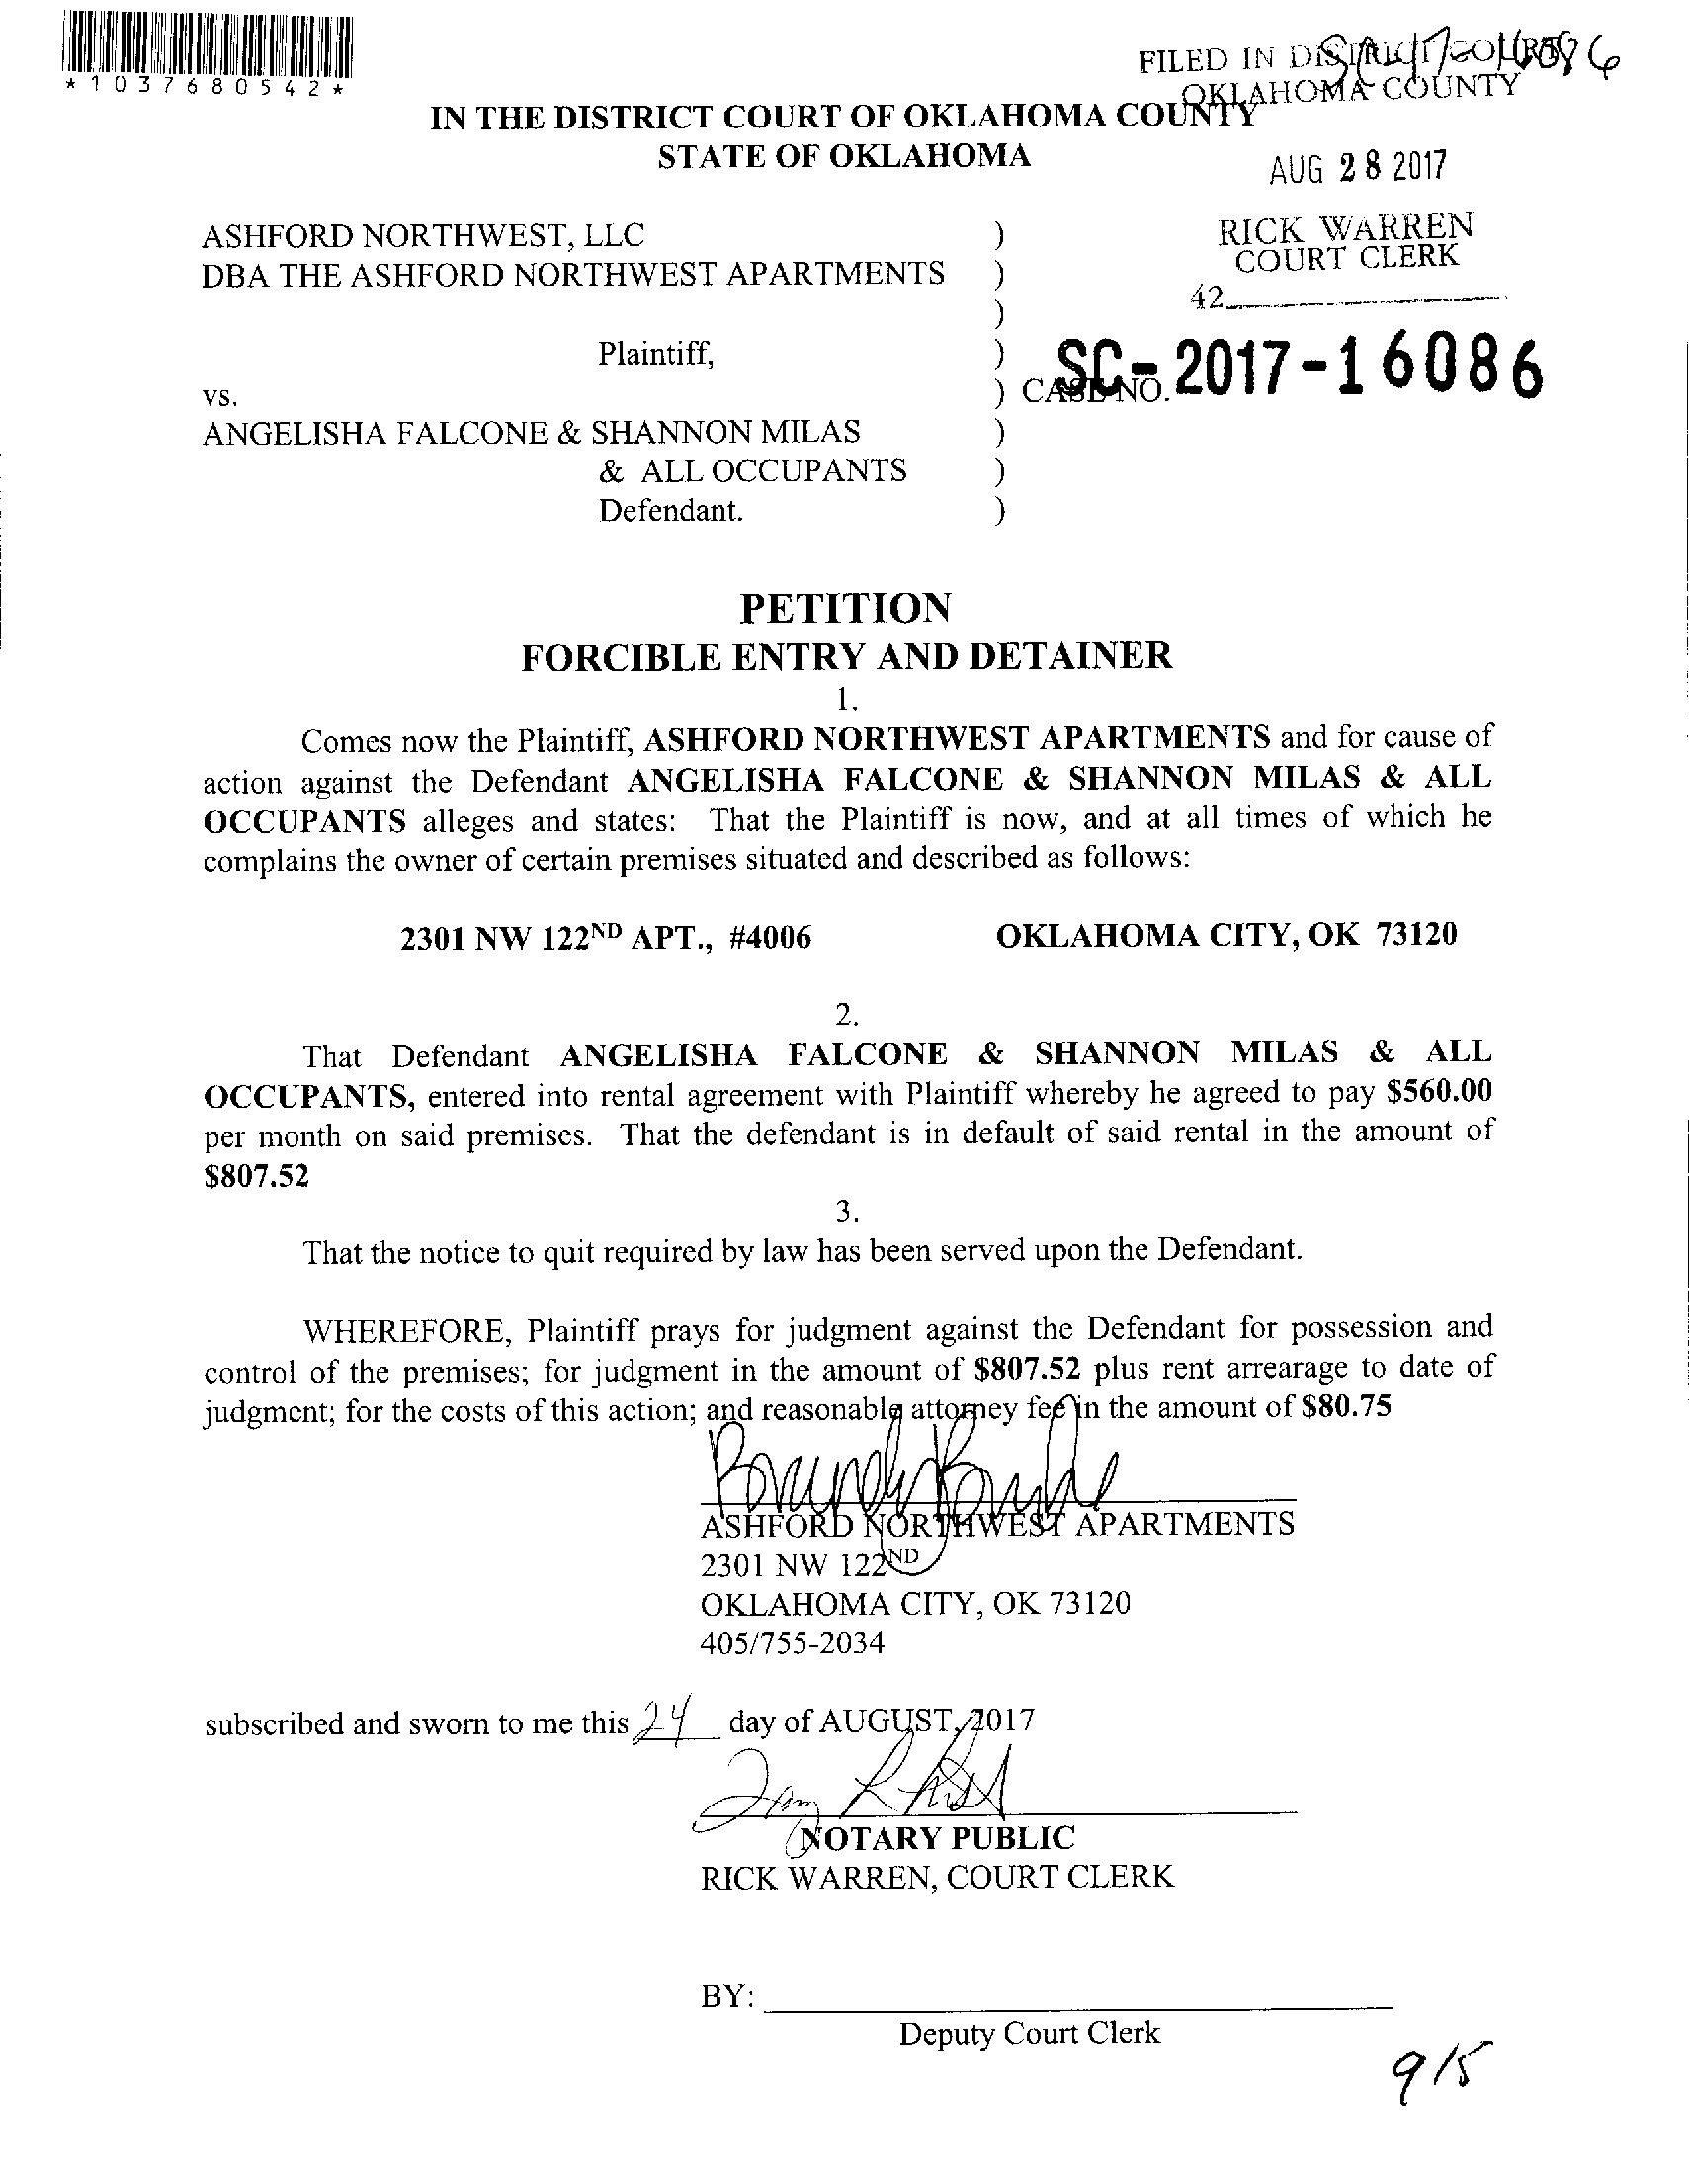 *1037680542*
FILED IN DISTRICT COURT
OKLAHOMA COUNTY
IN THE DISTRICT COURT OF OKLAHOMA COUNTY
STATE OF OKLAHOMA
AUG 28 2017
ASHFORD NORTHWEST, LLC )
RICK WARREN
DBA THE ASHFORD NORTHWEST APARTMENTS )
COURT CLERK
)
42
Plaintiff, )
SC-2017-16086
vs. ) CASE NO.
ANGELISHA FALCONE & SHANNON MILAS )
& ALL OCCUPANTS )
Defendant. )
PETITION
FORCIBLE ENTRY AND DETAINER
1.
Comes now the Plaintiff, ASHFORD NORTHWEST APARTMENTS and for cause of
action against the Defendant ANGELISHA FALCONE & SHANNON MILAS & ALL
OCCUPANTS alleges and states: That the Plaintiff is now, and at all times of which he
complains the owner of certain premises situated and described as follows:
2301 NW 122ND APT., #4006 OKLAHOMA CITY, OK 73120
2.
That Defendant ANGELISHA FALCONE & SHANNON MILAS & ALL
OCCUPANTS, entered into rental agreement with Plaintiff whereby he agreed to pay $560.00
per month on said premises. That the defendant is in default of said rental in the amount of
$807.52
3.
That the notice to quit required by law has been served upon the Defendant.
WHEREFORE, Plaintiff prays for judgment against the Defendant for possession and
control of the premises; for judgment in the amount of $807.52 plus rent arrearage to date of
judgment; for the costs of this action; and reasonable attorney fee in the amount of $80.75
ASHFORD NORTHWEST APARTMENTS
2301 NW 122ND
OKLAHOMA CITY, OK 73120
405/755-2034
subscribed and sworn to me this 24 day of AUGUST, 2017
NOTARY PUBLIC
RICK WARREN, COURT CLERK
BY:
Deputy Court Clerk
9/5